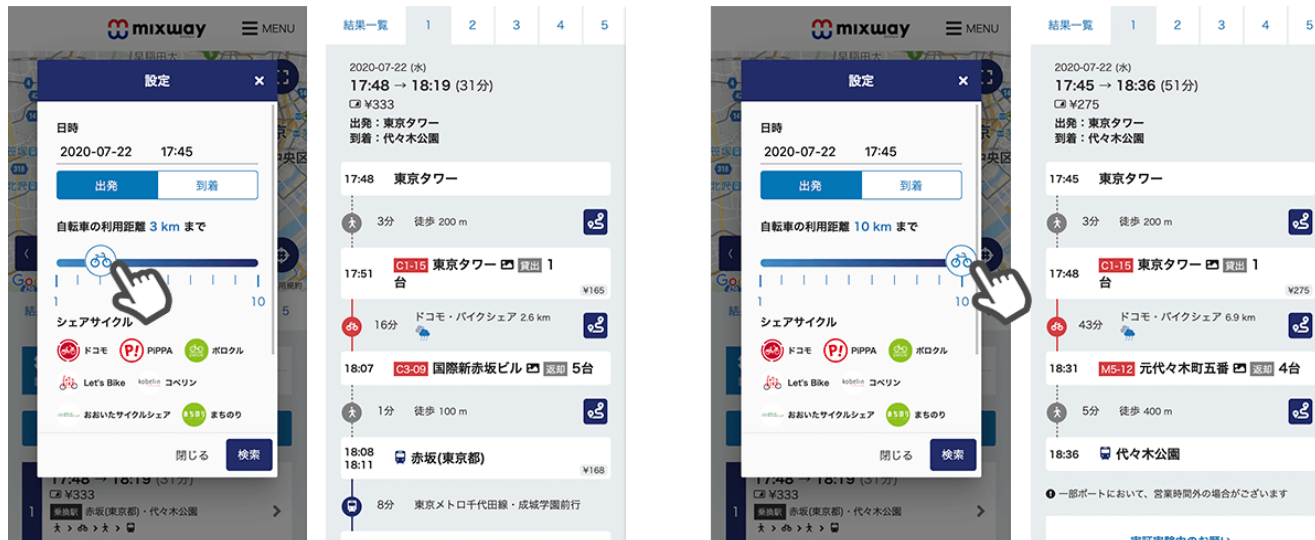 mixway
MENU
設定
×
日時
2020-07-22 17:45
出発 到着
自転車の利用距離 3 km まで
1 10
シェアサイクル
ドコモ PiPPA ポロクル
Let's Bike kobelin コベリン
おおいたサイクルシェア まちのり
閉じる 検索
17:48 → 18:19 (31分)
¥333
1 乗換駅 赤坂(東京都)・代々木公園
結果一覧 1 2 3 4 5
2020-07-22 (水)
17:48 → 18:19 (31分)
¥333
出発：東京タワー
到着：代々木公園
17:48 東京タワー
3分 徒歩 200 m
17:51 C1-15 東京タワー 貸出 1
台
¥165
16分 ドコモ・バイクシェア 2.6 km
18:07 C3-09 国際新赤坂ビル 返却 5台
1分 徒歩 100 m
18:08
18:11 赤坂(東京都)
¥168
8分 東京メトロ千代田線・成城学園前行
mixway
MENU
設定
×
日時
2020-07-22 17:45
出発 到着
自転車の利用距離 10 km まで
1 10
シェアサイクル
ドコモ PiPPA ポロクル
Let's Bike kobelin コベリン
おおいたサイクルシェア まちのり
閉じる 検索
17:48 → 18:19 (31分)
¥333
1 乗換駅 赤坂(東京都)・代々木公園
結果一覧 1 2 3 4 5
2020-07-22 (水)
17:45 → 18:36 (51分)
¥275
出発：東京タワー
到着：代々木公園
17:45 東京タワー
3分 徒歩 200 m
17:48 C1-15 東京タワー 貸出 1
台
¥275
43分 ドコモ・バイクシェア 6.9 km
18:31 M5-12 元代々木町五番 返却 4台
5分 徒歩 400 m
18:36 代々木公園
一部ポートにおいて、営業時間外の場合がございます